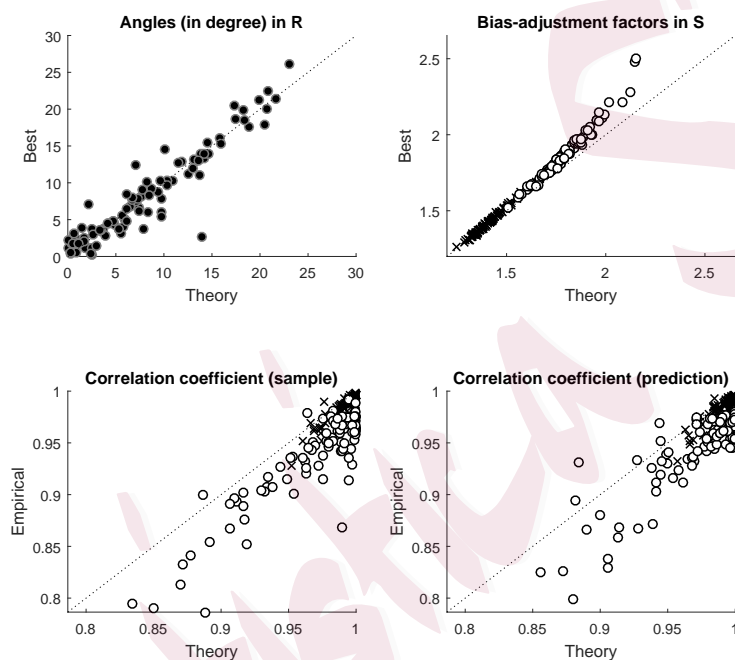 Angles (in degree) in R
30
25
20
15
10
5
0
Best
0 5 10 15 20 25 30
Theory
Bias-adjustment factors in S
2.5
2
1.5
Best
1.5 2 2.5
Theory
Correlation coefficient (sample)
1
0.95
0.9
0.85
0.8
Empirical
0.8 0.85 0.9 0.95 1
Theory
Correlation coefficient (prediction)
1
0.95
0.9
0.85
0.8
Empirical
0.8 0.85 0.9 0.95 1
Theory